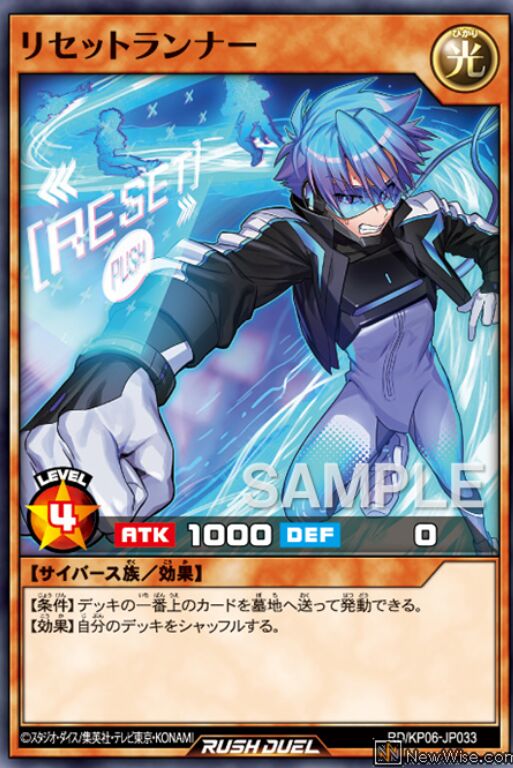 リセットランナー
ひかり
光
[RESET]
PUSH
SAMPLE
LEVEL
4
ATK 1000 DEF 0
【サイバース族／効果】
【条件】デッキの一番上のカードを墓地へ送って発動できる。
【効果】自分のデッキをシャッフルする。
©スタジオ・ダイス/集英社・テレビ東京・KONAMI
RUSH DUEL
RD/KP06-JP033
NewWise.com